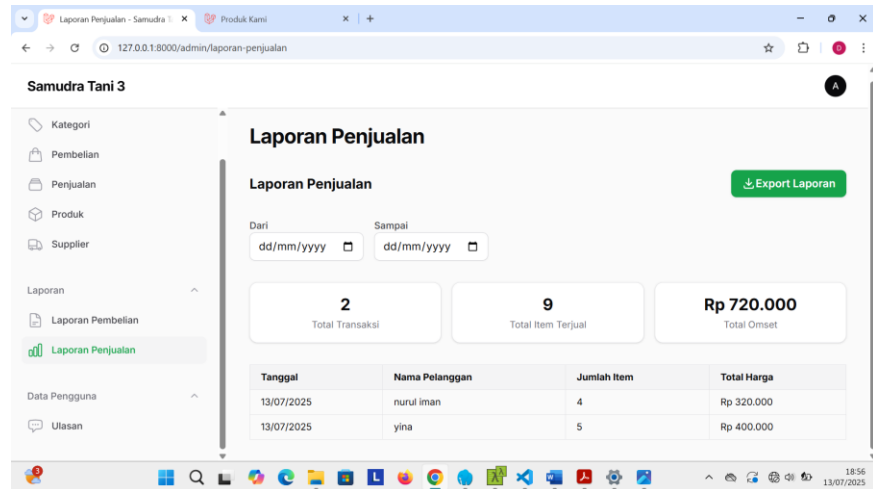 Laporan Penjualan - Samudra T
Produk Kami
127.0.0.1:8000/admin/laporan-penjualan
D
Samudra Tani 3
A
Kategori
Pembelian
Penjualan
Produk
Supplier
Laporan
Laporan Pembelian
Laporan Penjualan
Data Pengguna
Ulasan
Laporan Penjualan
Laporan Penjualan
Export Laporan
Dari Sampai
dd/mm/yyyy dd/mm/yyyy
2 9 Rp 720.000
Total Transaksi Total Item Terjual Total Omset
Tanggal Nama Pelanggan Jumlah Item Total Harga
13/07/2025 nurul iman 4 Rp 320.000
13/07/2025 yina 5 Rp 400.000
3
18:56
13/07/2025